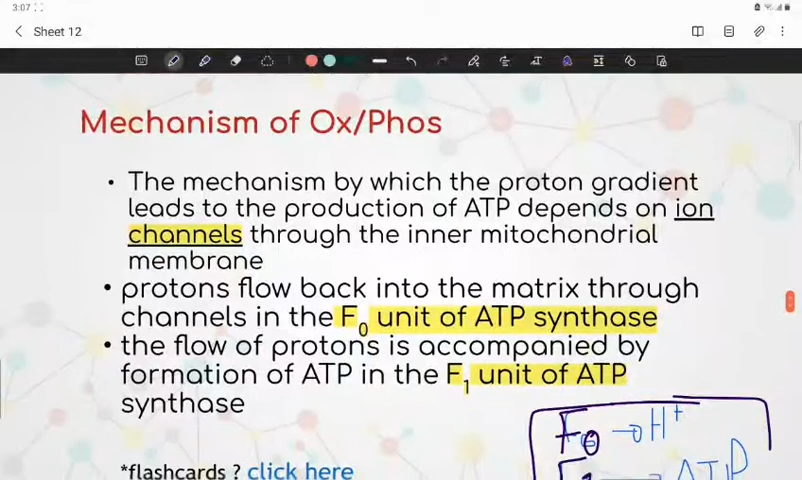 3:07
Sheet 12
Mechanism of Ox/Phos
• The mechanism by which the proton gradient
leads to the production of ATP depends on ion
channels through the inner mitochondrial
membrane
• protons flow back into the matrix through
channels in the F₀ unit of ATP synthase
• the flow of protons is accompanied by
formation of ATP in the F₁ unit of ATP
synthase
F₀ → H⁺
F₁ → ATP
*flashcards ? click here